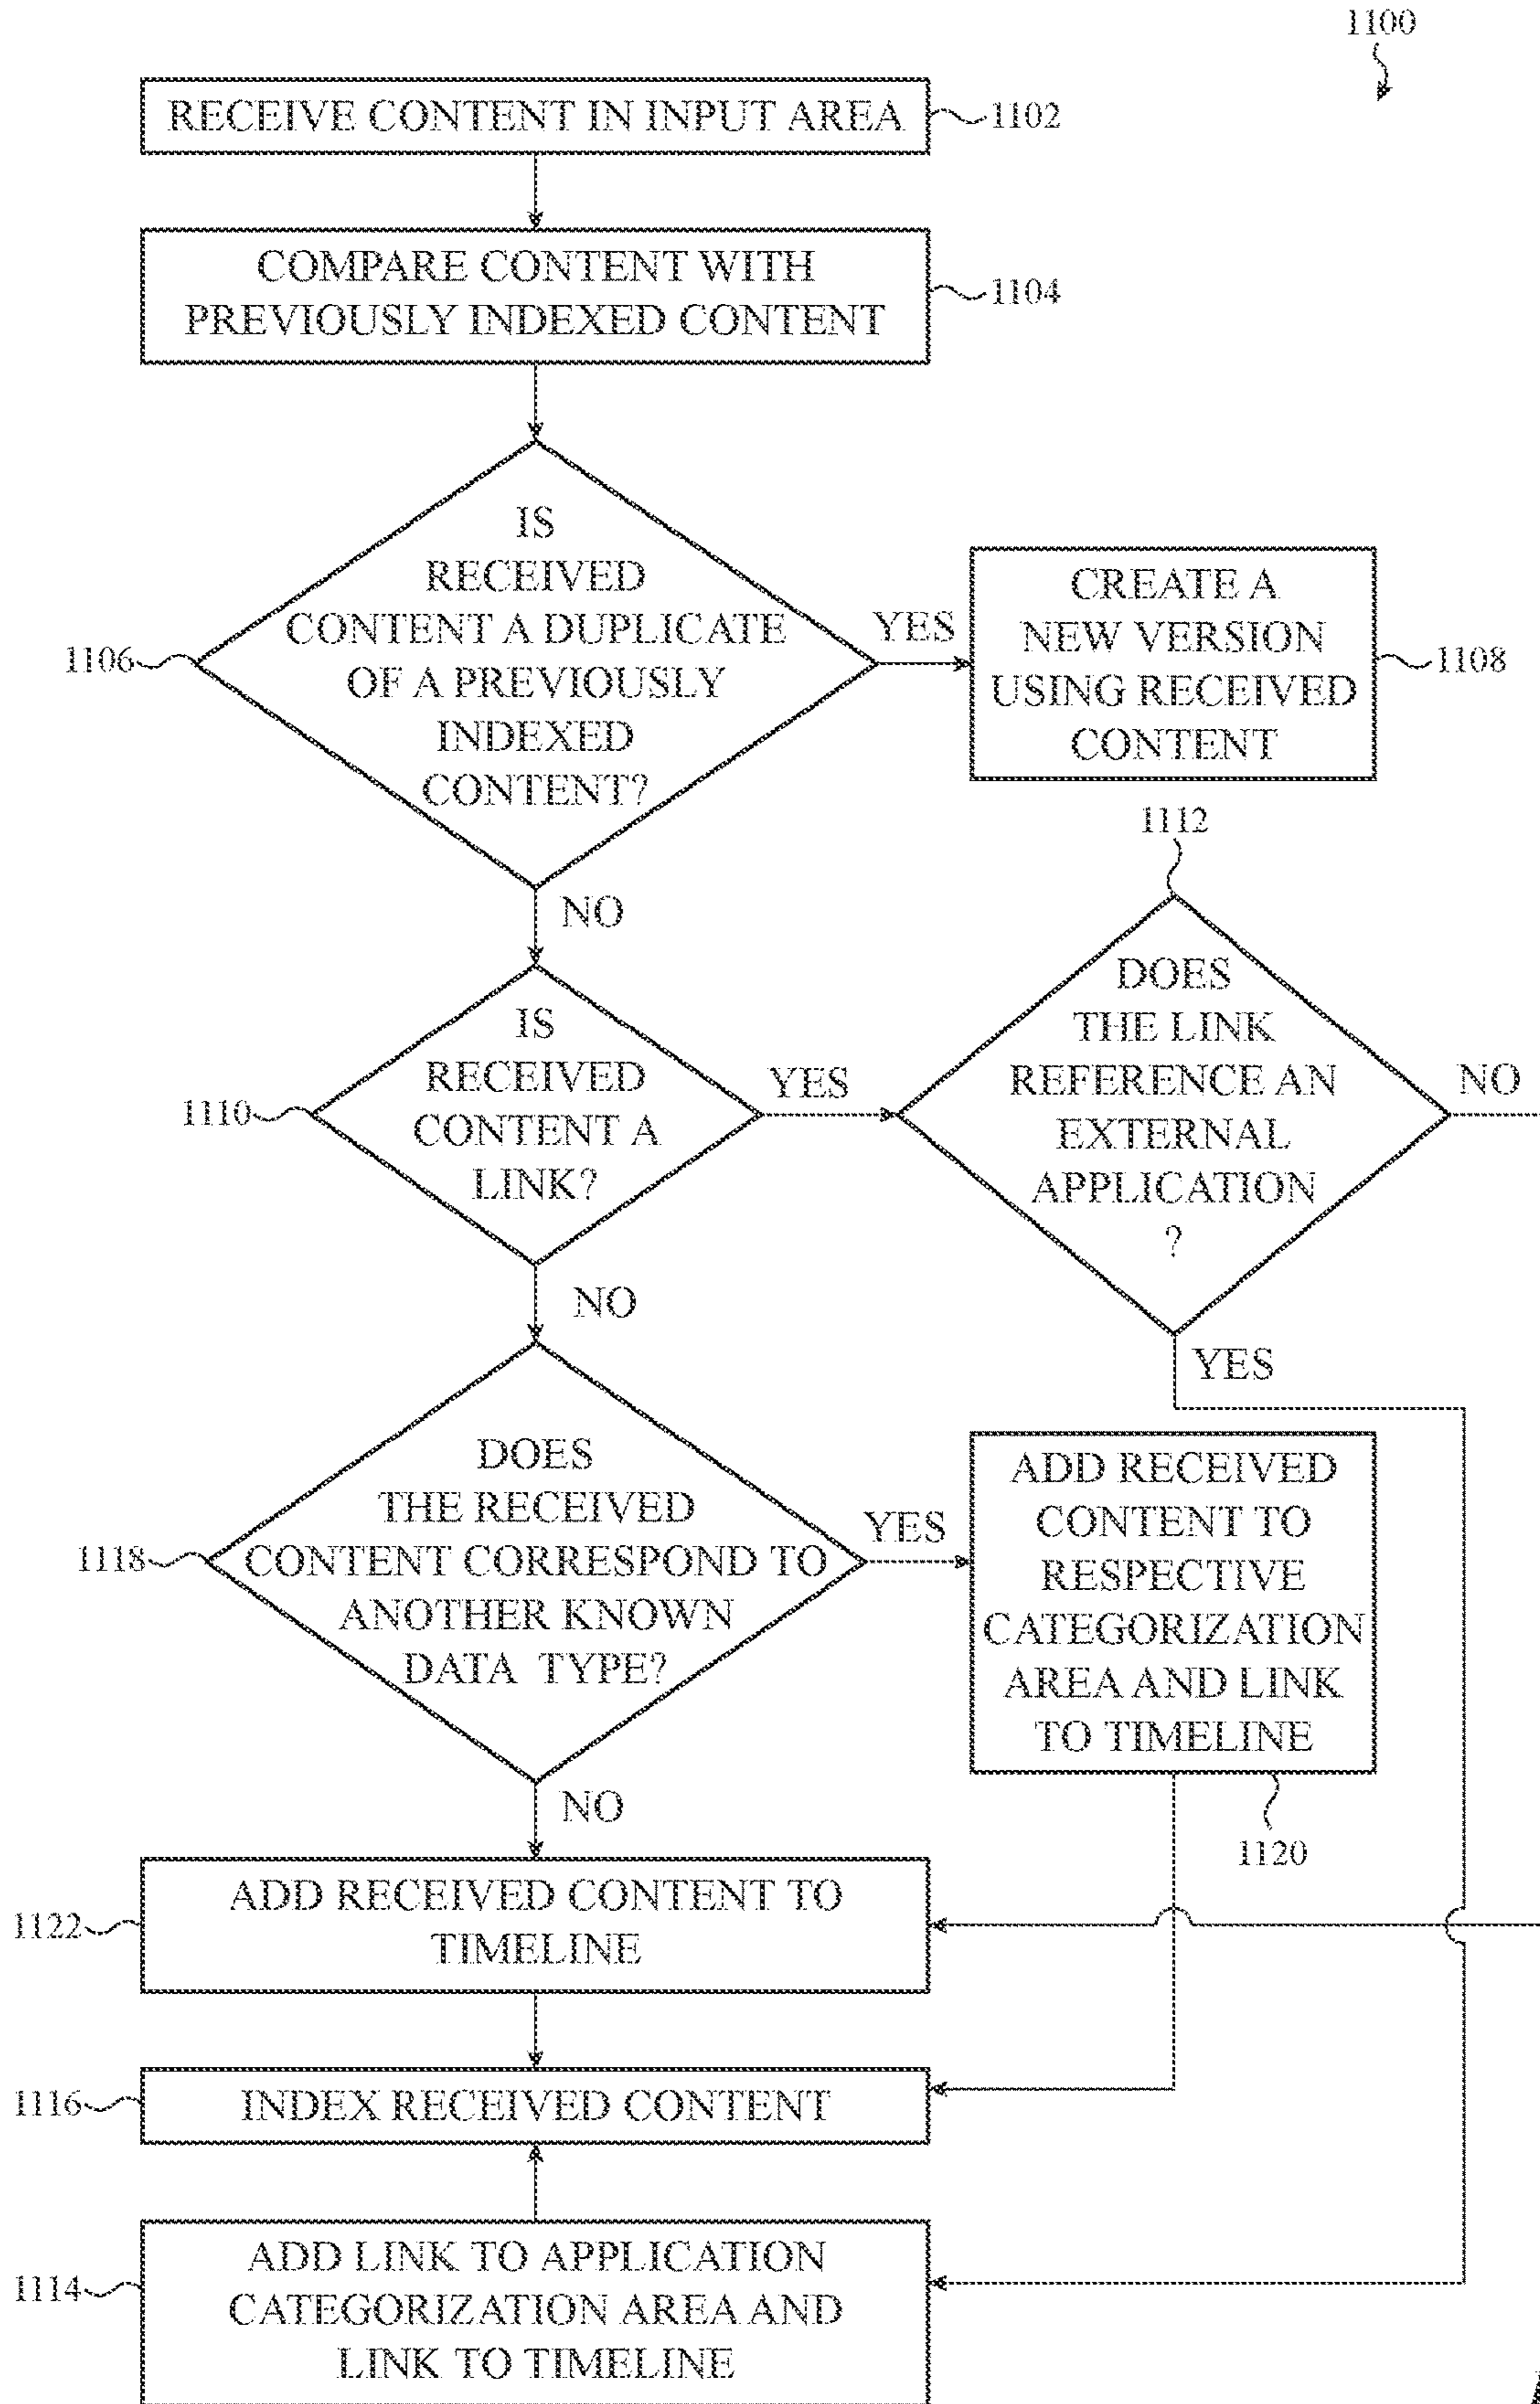 1100
RECEIVE CONTENT IN INPUT AREA
1102
COMPARE CONTENT WITH
PREVIOUSLY INDEXED CONTENT
1104
IS
RECEIVED
CONTENT A DUPLICATE
OF A PREVIOUSLY
INDEXED
CONTENT?
1106
YES
CREATE A
NEW VERSION
USING RECEIVED
CONTENT
1108
NO
IS
RECEIVED
CONTENT A
LINK?
1110
YES
1112
DOES
THE LINK
REFERENCE AN
EXTERNAL
APPLICATION
?
NO
YES
NO
DOES
THE RECEIVED
CONTENT CORRESPOND TO
ANOTHER KNOWN
DATA TYPE?
1118
YES
ADD RECEIVED
CONTENT TO
RESPECTIVE
CATEGORIZATION
AREA AND LINK
TO TIMELINE
1120
NO
ADD RECEIVED CONTENT TO
TIMELINE
1122
INDEX RECEIVED CONTENT
1116
ADD LINK TO APPLICATION
CATEGORIZATION AREA AND
LINK TO TIMELINE
1114